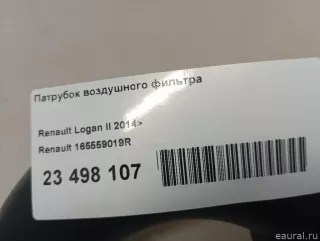 Патрубок воздушного фильтра
Renault Logan II 2014>
Renault 165559019R
23 498 107
eaural.ru